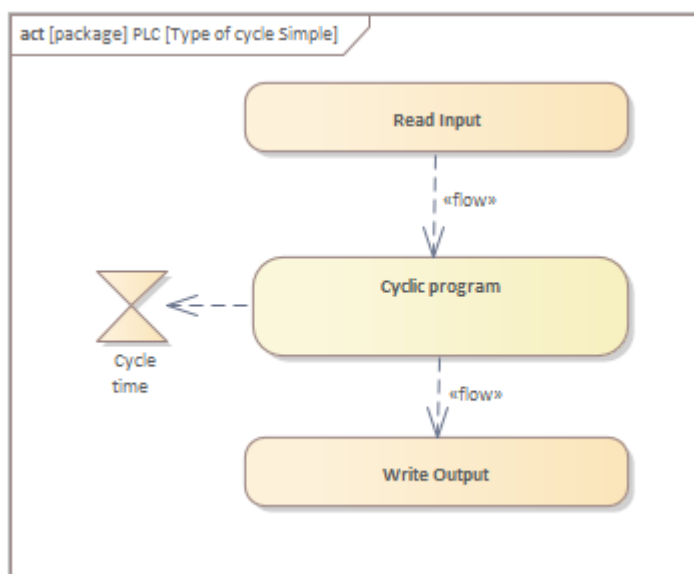 act [package] PLC [Type of cycle Simple]
Read Input
«flow»
Cyclic program
Cycle
time
«flow»
Write Output